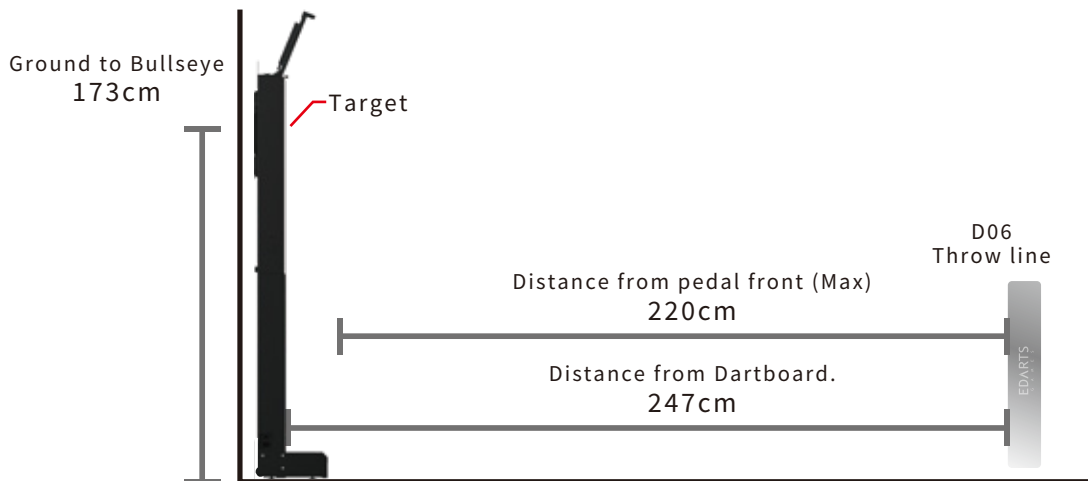 Ground to Bullseye
173cm
Target
D06
Throw line
Distance from pedal front (Max)
220cm
EDARTS
Distance from Dartboard.
247cm